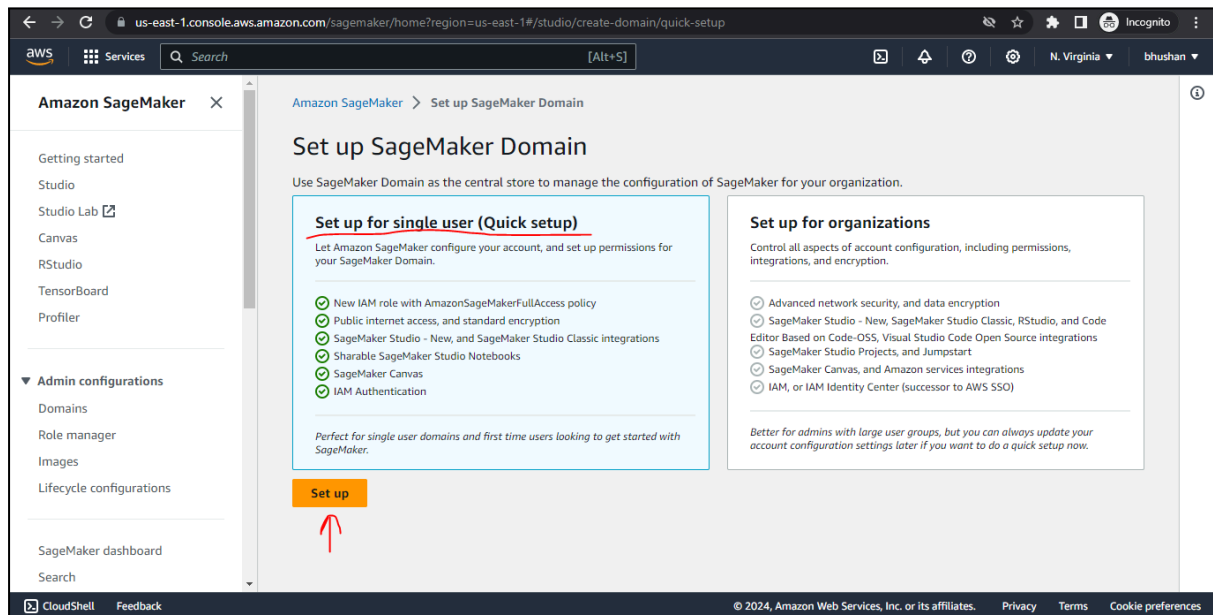 us-east-1.console.aws.amazon.com/sagemaker/home?region=us-east-1#/studio/create-domain/quick-setup
Incognito
aws
Services
Search
[Alt+S]
N. Virginia
bhushan
Amazon SageMaker
Getting started
Studio
Studio Lab
Canvas
RStudio
TensorBoard
Profiler
Admin configurations
Domains
Role manager
Images
Lifecycle configurations
SageMaker dashboard
Search
Amazon SageMaker > Set up SageMaker Domain
Set up SageMaker Domain
Use SageMaker Domain as the central store to manage the configuration of SageMaker for your organization.
Set up for single user (Quick setup)
Let Amazon SageMaker configure your account, and set up permissions for
your SageMaker Domain.
New IAM role with AmazonSageMakerFullAccess policy
Public internet access, and standard encryption
SageMaker Studio - New, and SageMaker Studio Classic integrations
Sharable SageMaker Studio Notebooks
SageMaker Canvas
IAM Authentication
Perfect for single user domains and first time users looking to get started with
SageMaker.
Set up for organizations
Control all aspects of account configuration, including permissions,
integrations, and encryption.
Advanced network security, and data encryption
SageMaker Studio - New, SageMaker Studio Classic, RStudio, and Code
Editor Based on Code-OSS, Visual Studio Code Open Source integrations
SageMaker Studio Projects, and Jumpstart
SageMaker Canvas, and Amazon services integrations
IAM, or IAM Identity Center (successor to AWS SSO)
Better for admins with large user groups, but you can always update your
account configuration settings later if you want to do a quick setup now.
Set up
CloudShell
Feedback
© 2024, Amazon Web Services, Inc. or its affiliates.
Privacy
Terms
Cookie preferences